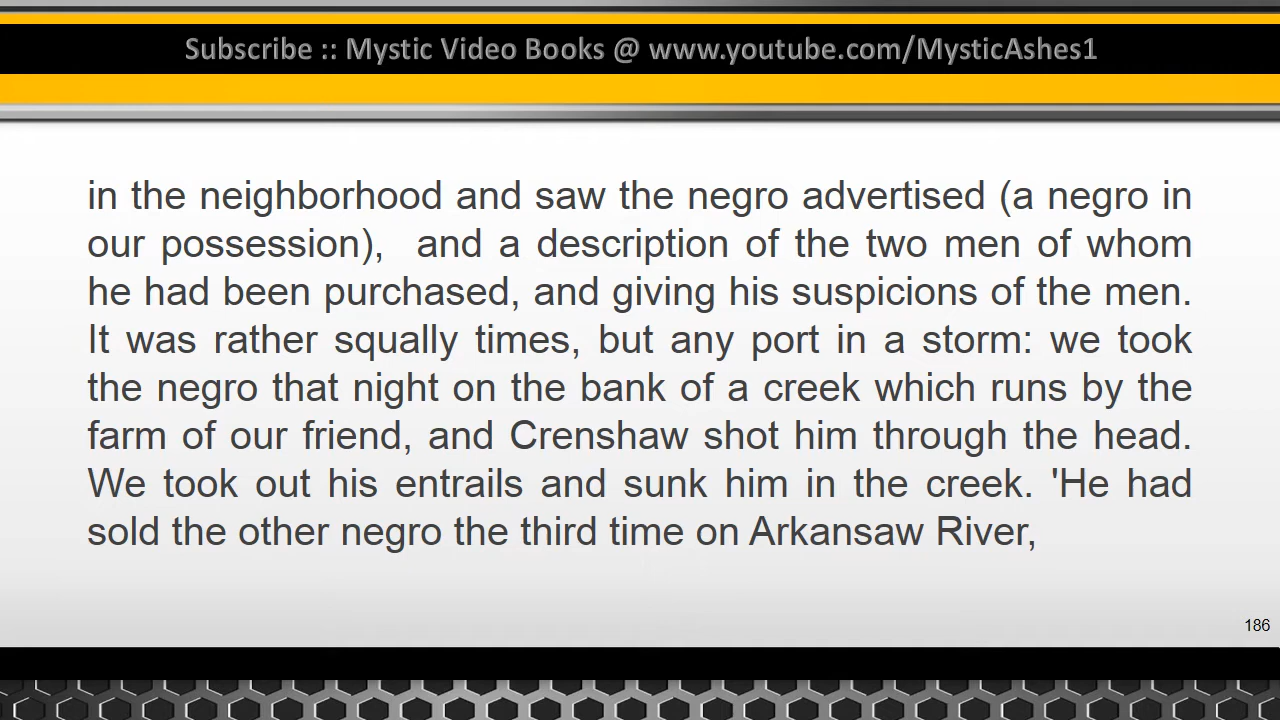 Subscribe :: Mystic Video Books @ www.youtube.com/MysticAshes1
in the neighborhood and saw the negro advertised (a negro in
our possession),  and a description of the two men of whom
he had been purchased, and giving his suspicions of the men.
It was rather squally times, but any port in a storm: we took
the negro that night on the bank of a creek which runs by the
farm of our friend, and Crenshaw shot him through the head.
We took out his entrails and sunk him in the creek. 'He had
sold the other negro the third time on Arkansaw River,
186